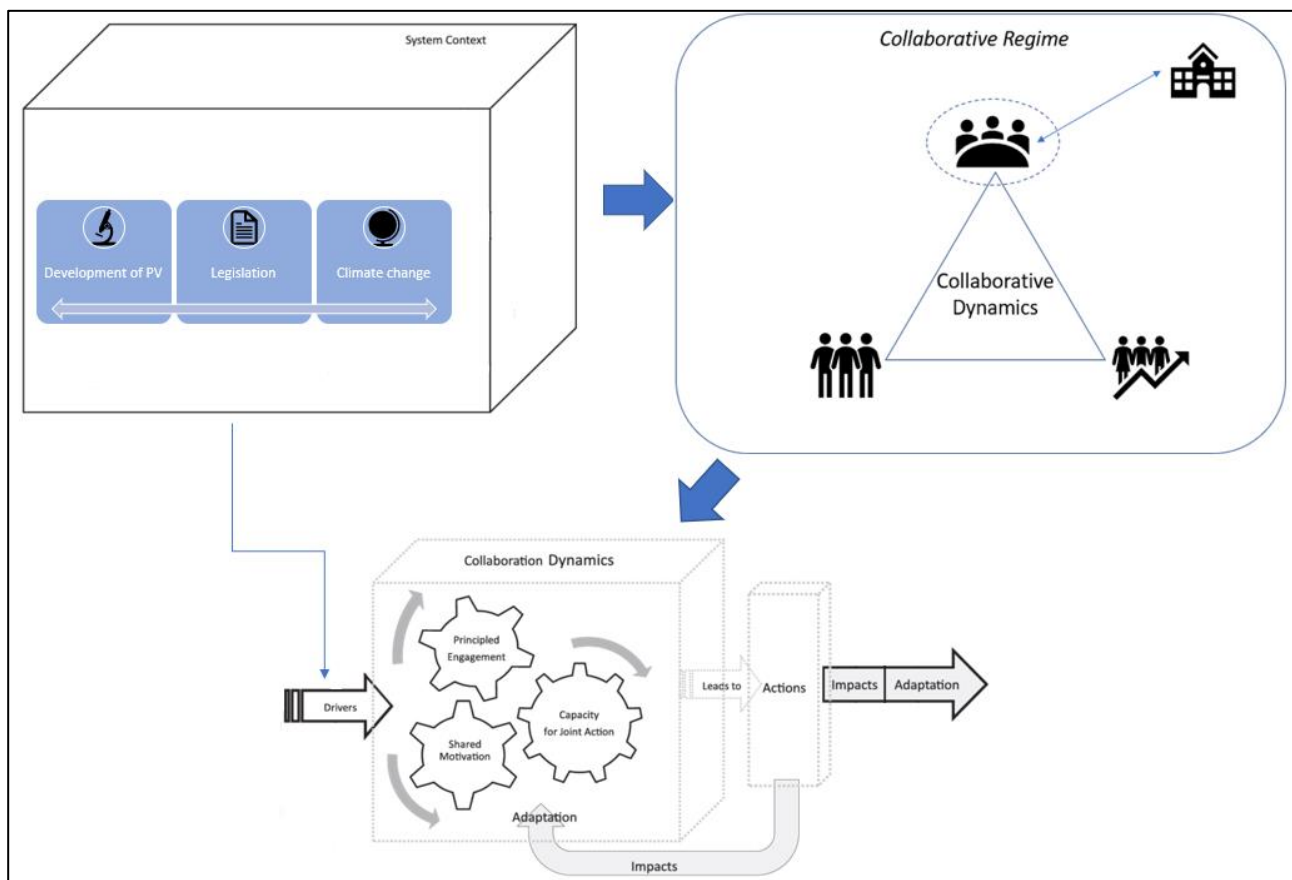 System Context
Development of PV
Legislation
Climate change
Collaborative Regime
Collaborative
Dynamics
Collaboration Dynamics
Principled
Engagement
Capacity
for Joint Action
Shared
Motivation
Drivers
Leads to
Actions
Impacts
Adaptation
Adaptation
Impacts